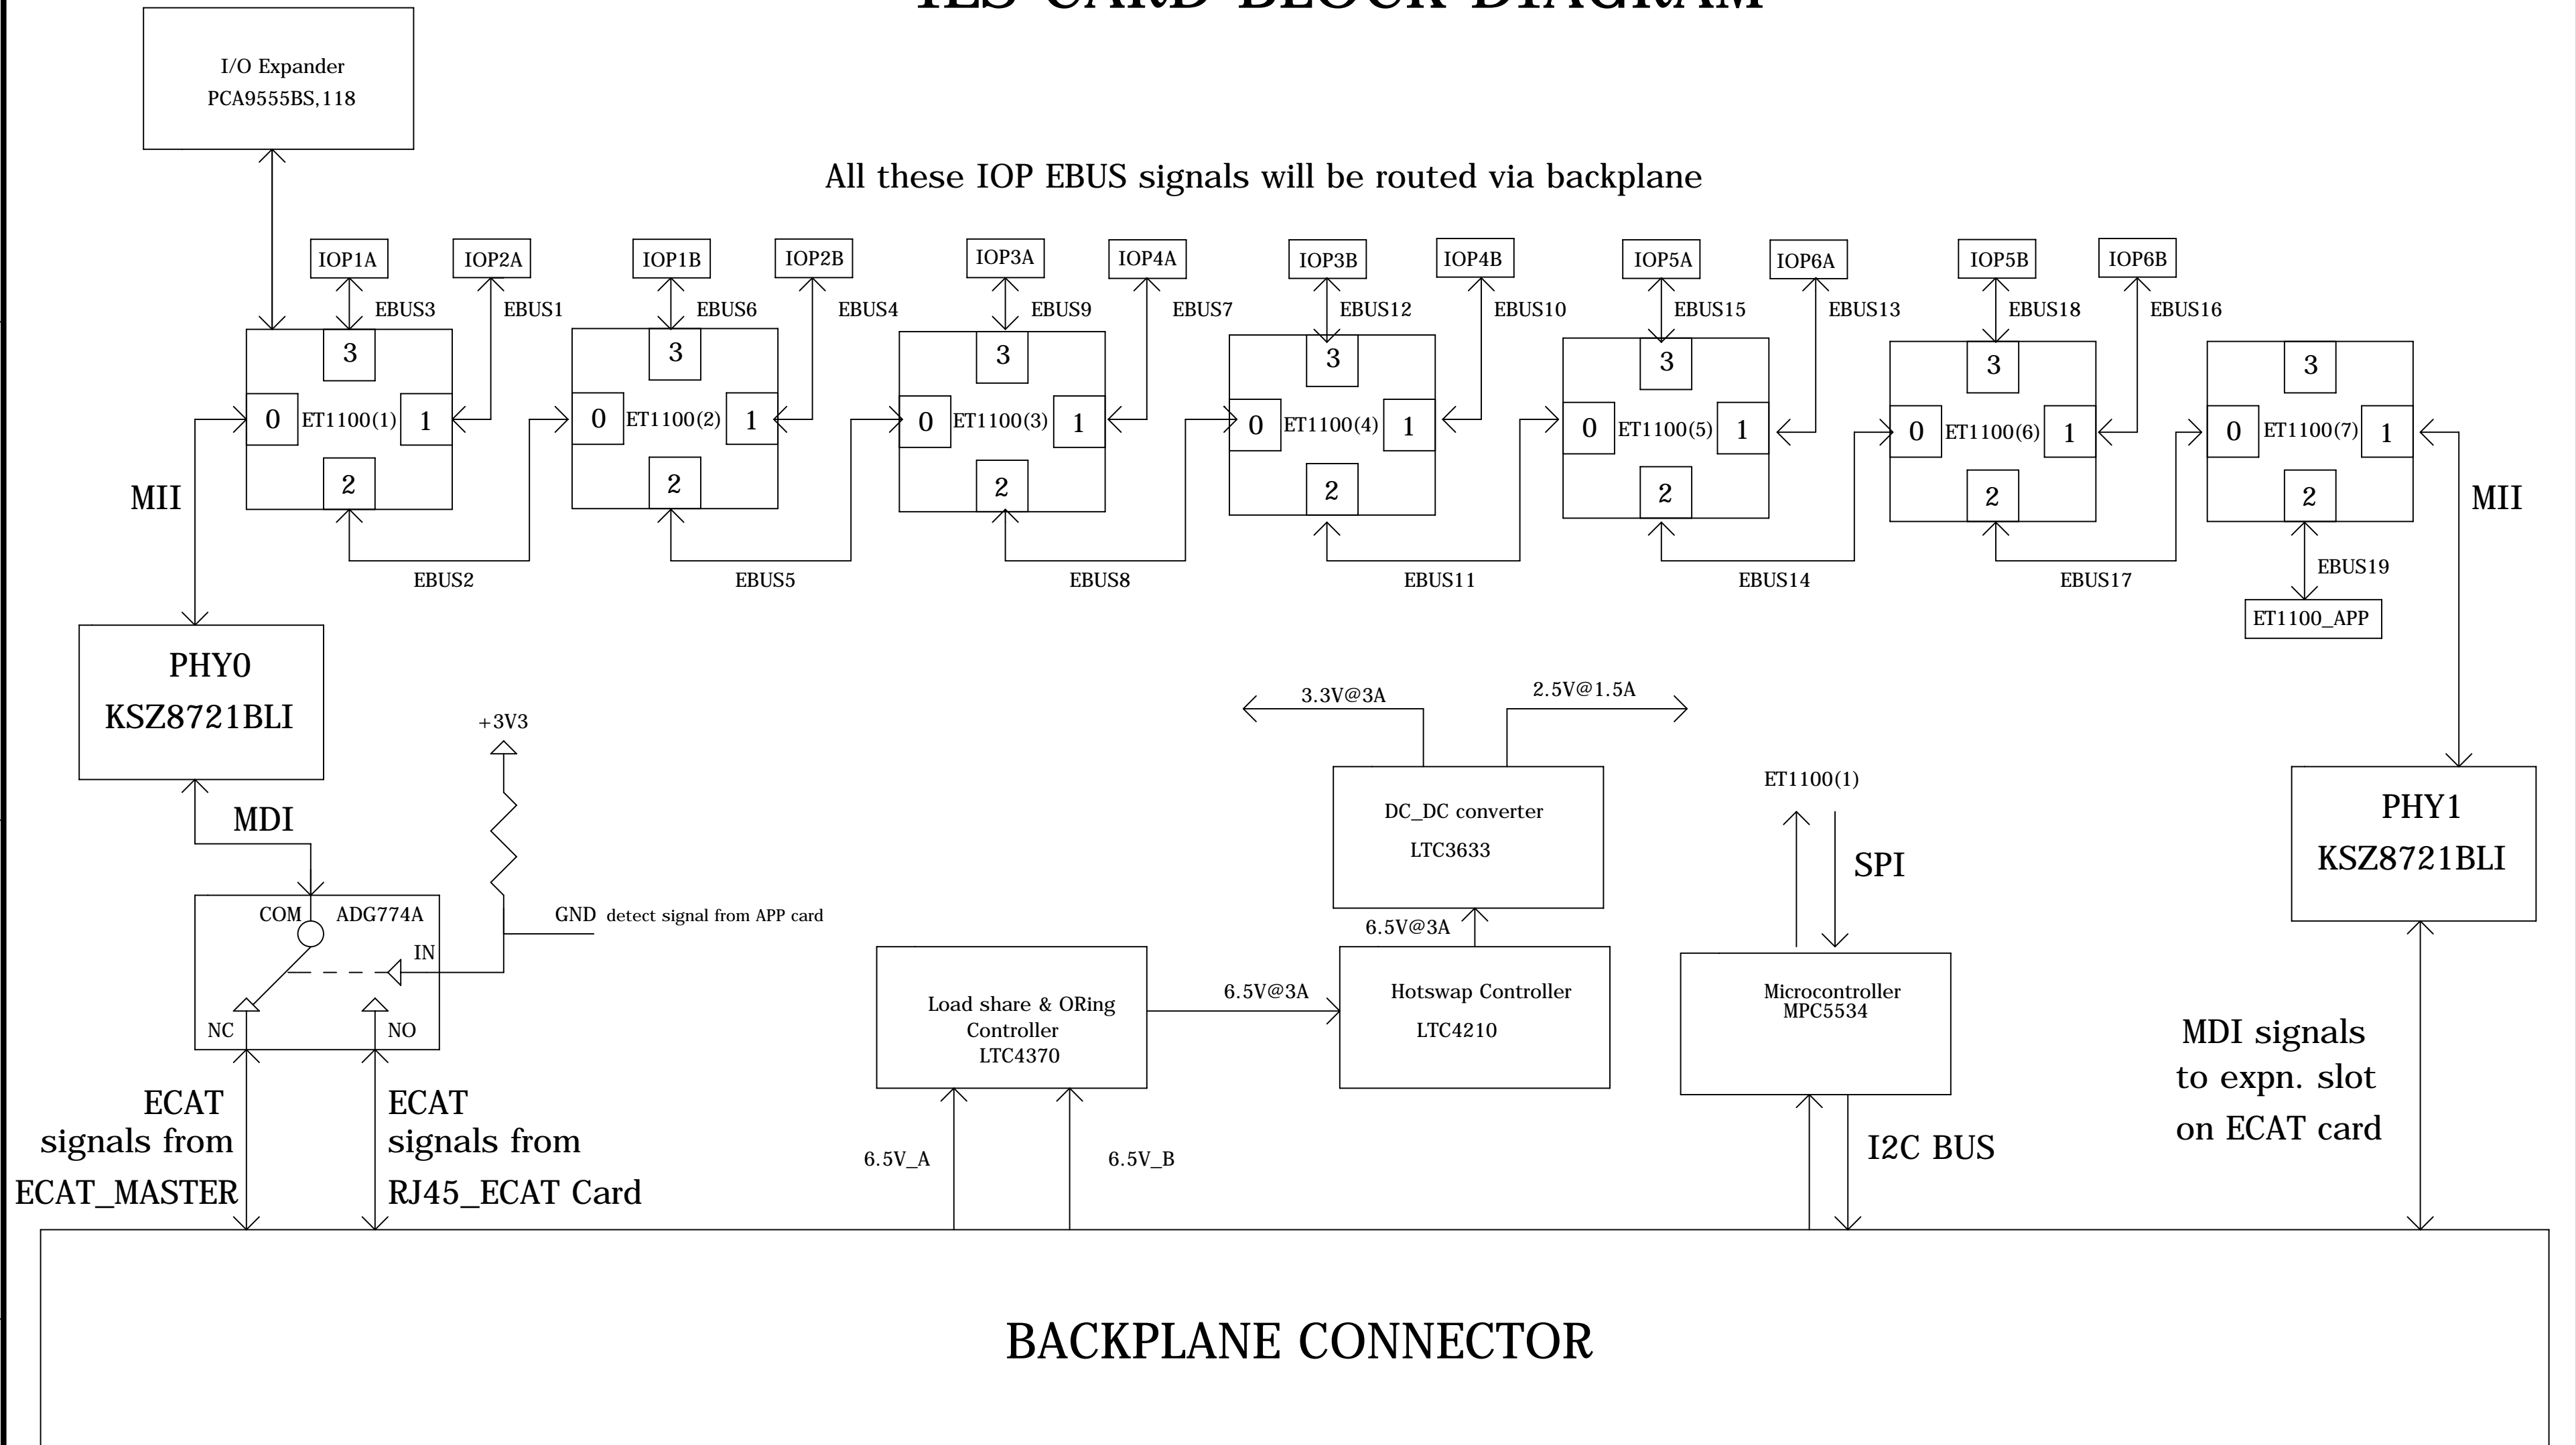 CARD BLOCK DIAGRAM
I/O Expander
PCA9555BS,118
All these IOP EBUS signals will be routed via backplane
IOP1A
IOP2A
IOP1B
IOP2B
IOP3A
IOP4A
IOP3B
IOP4B
IOP5A
IOP6A
IOP5B
IOP6B
EBUS3
EBUS1
EBUS6
EBUS4
EBUS9
EBUS7
EBUS12
EBUS10
EBUS15
EBUS13
EBUS18
EBUS16
3
0 ET1100(1) 1
2
3
0 ET1100(2) 1
2
3
0 ET1100(3) 1
2
3
0 ET1100(4) 1
2
3
0 ET1100(5) 1
2
3
0 ET1100(6) 1
2
3
0 ET1100(7) 1
2
MII
MII
EBUS2
EBUS5
EBUS8
EBUS11
EBUS14
EBUS17
EBUS19
ET1100_APP
PHY0
KSZ8721BLI
MDI
+3V3
GND detect signal from APP card
COM
ADG774A
IN
NC
NO
ECAT
signals from
ECAT_MASTER
ECAT
signals from
RJ45_ECAT Card
3.3V@3A
2.5V@1.5A
DC_DC converter
LTC3633
6.5V@3A
Load share & ORing
Controller
LTC4370
6.5V@3A
Hotswap Controller
LTC4210
6.5V_A
6.5V_B
ET1100(1)
SPI
Microcontroller
MPC5534
I2C BUS
PHY1
KSZ8721BLI
MDI signals
to expn. slot
on ECAT card
BACKPLANE CONNECTOR